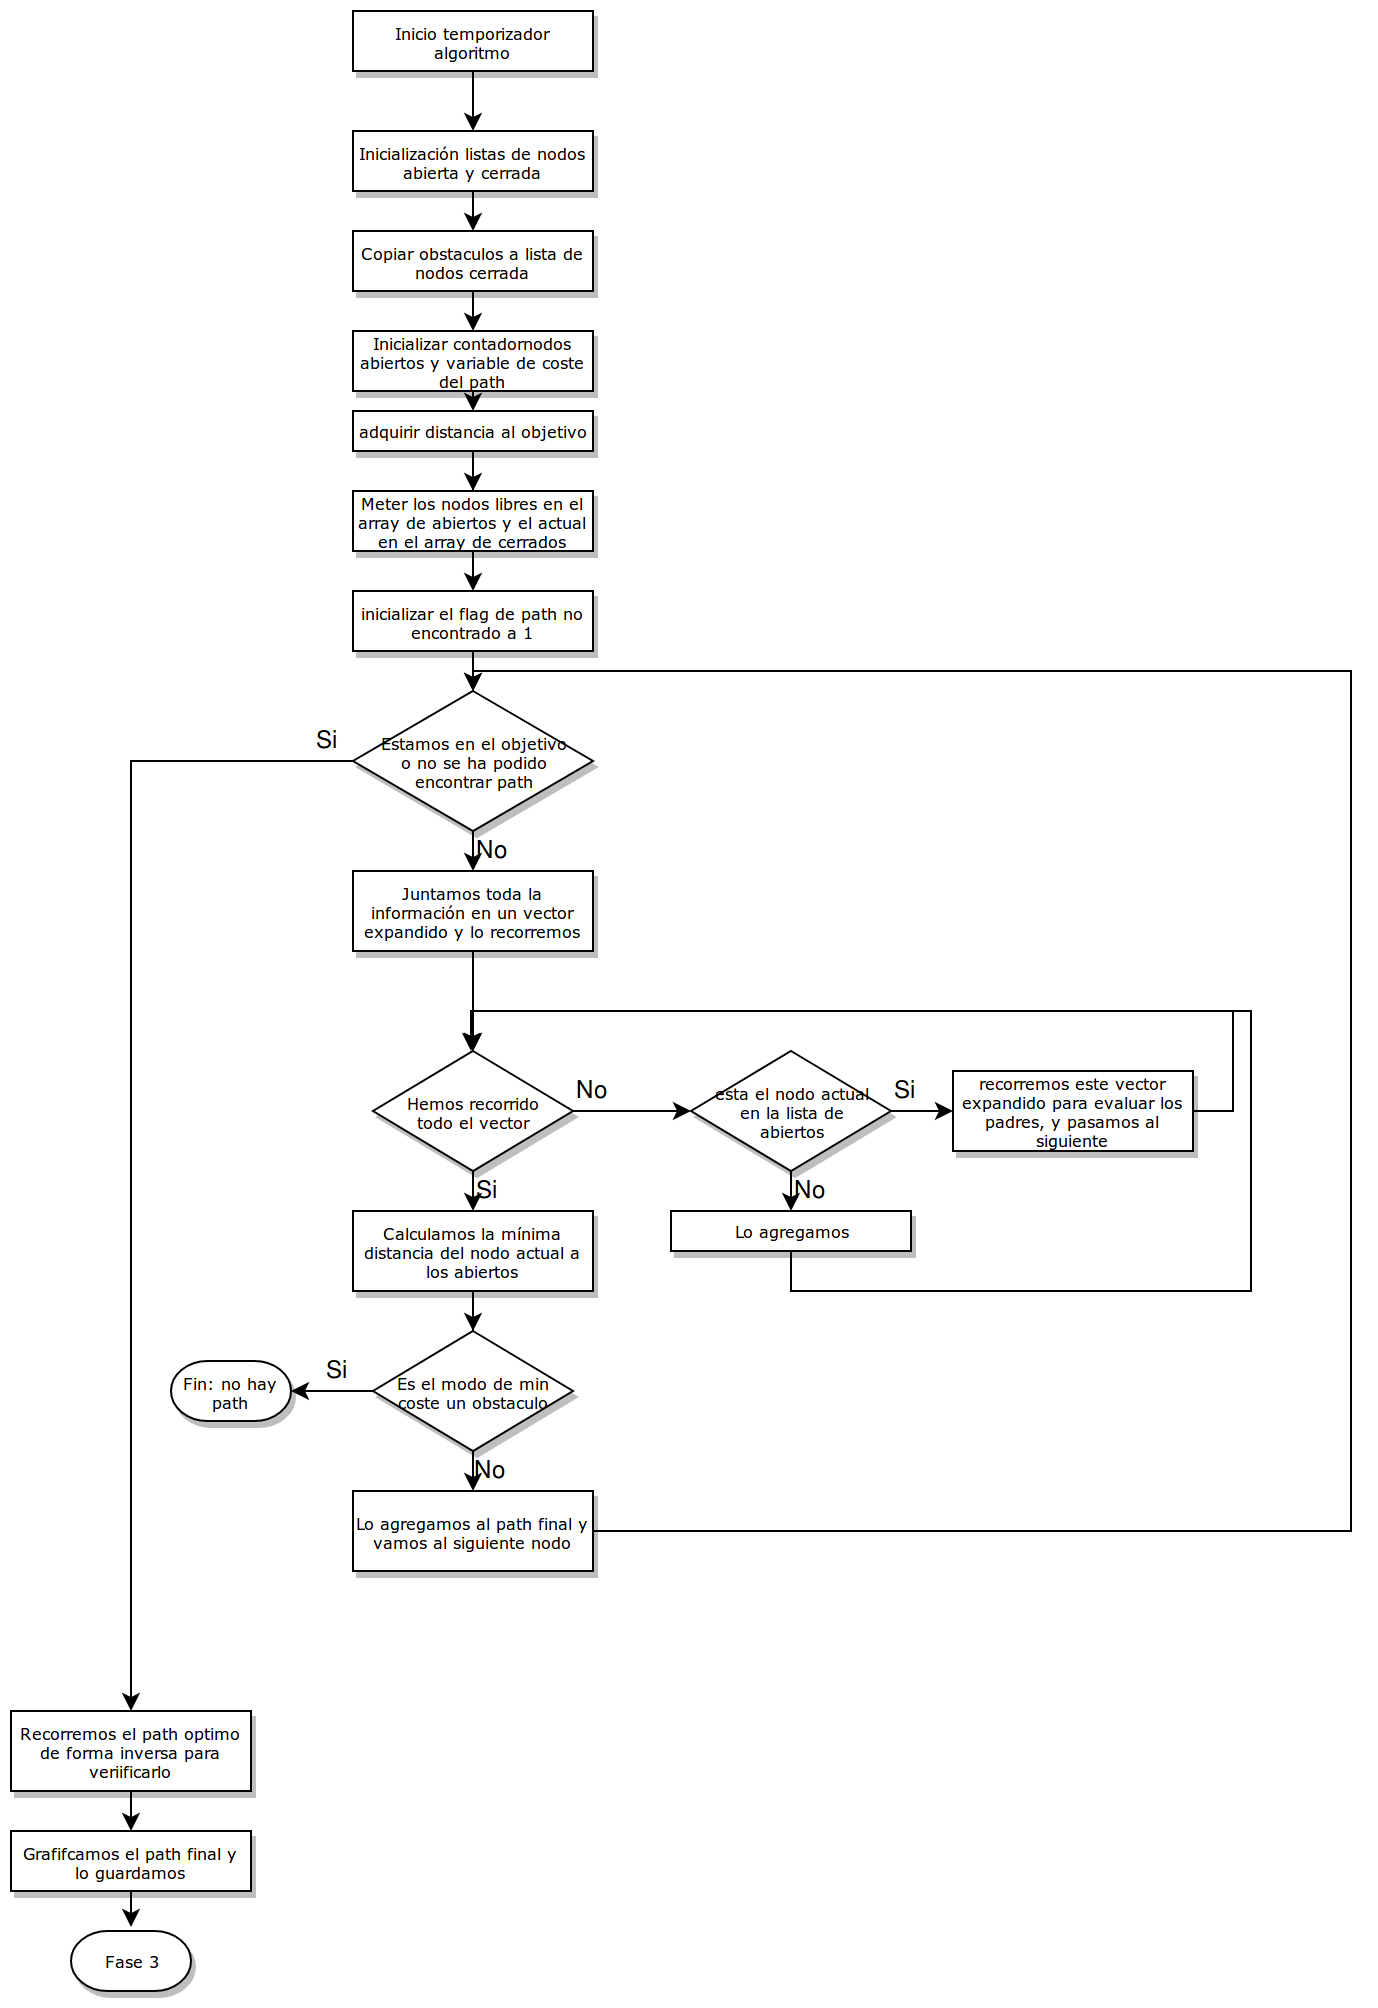 Inicio temporizador
algoritmo
Inicialización listas de nodos
abierta y cerrada
Copiar obstaculos a lista de
nodos cerrada
Inicializar contadornodos
abiertos y variable de coste
del path
adquirir distancia al objetivo
Meter los nodos libres en el
array de abiertos y el actual
en el array de cerrados
inicializar el flag de path no
encontrado a 1
Si
Estamos en el objetivo
o no se ha podido
encontrar path
No
Juntamos toda la
información en un vector
expandido y lo recorremos
Hemos recorrido
todo el vector
No
esta el nodo actual
en la lista de
abiertos
Si
recorremos este vector
expandido para evaluar los
padres, y pasamos al
siguiente
Si
No
Calculamos la mínima
distancia del nodo actual a
los abiertos
Lo agregamos
Fin: no hay
path
Si
Es el modo de min
coste un obstaculo
No
Lo agregamos al path final y
vamos al siguiente nodo
Recorremos el path optimo
de forma inversa para
veriificarlo
Grafifcamos el path final y
lo guardamos
Fase 3